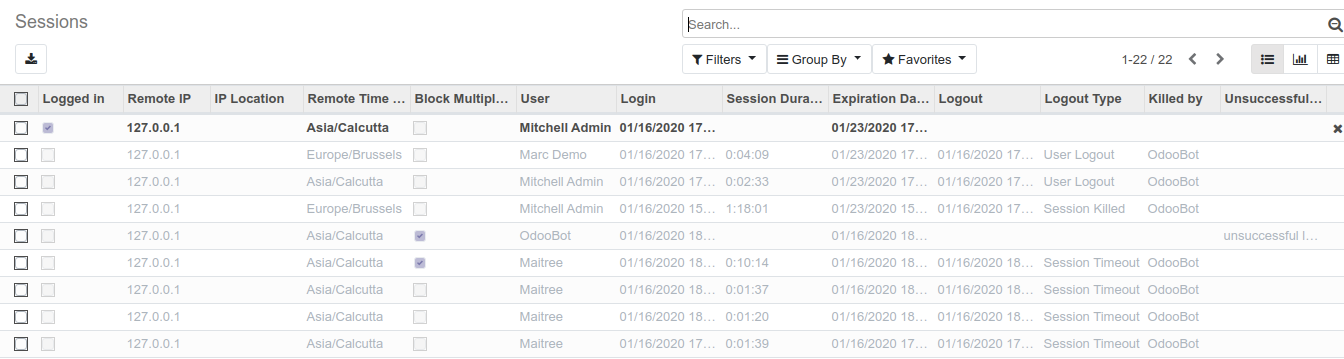 Sessions
Search...
Filters Group By Favorites 1-22 / 22
Logged in Remote IP IP Location Remote Time ... Block Multipl... User Login Session Dura... Expiration Da... Logout Logout Type Killed by Unsuccessful...
127.0.0.1 Asia/Calcutta Mitchell Admin 01/16/2020 17... 01/23/2020 17...
127.0.0.1 Europe/Brussels Marc Demo 01/16/2020 17... 0:04:09 01/23/2020 17... 01/16/2020 17... User Logout OdooBot
127.0.0.1 Asia/Calcutta Mitchell Admin 01/16/2020 17... 0:02:33 01/23/2020 17... 01/16/2020 17... User Logout OdooBot
127.0.0.1 Europe/Brussels Mitchell Admin 01/16/2020 15... 1:18:01 01/23/2020 15... 01/16/2020 17... Session Killed OdooBot
127.0.0.1 Asia/Calcutta OdooBot 01/16/2020 18... 01/16/2020 18... unsuccessful l...
127.0.0.1 Asia/Calcutta Maitree 01/16/2020 18... 0:10:14 01/16/2020 18... 01/16/2020 18... Session Timeout OdooBot
127.0.0.1 Asia/Calcutta Maitree 01/16/2020 18... 0:01:37 01/16/2020 18... 01/16/2020 18... Session Timeout OdooBot
127.0.0.1 Asia/Calcutta Maitree 01/16/2020 18... 0:01:20 01/16/2020 18... 01/16/2020 18... Session Timeout OdooBot
127.0.0.1 Asia/Calcutta Maitree 01/16/2020 18... 0:01:39 01/16/2020 18... 01/16/2020 18... Session Timeout OdooBot